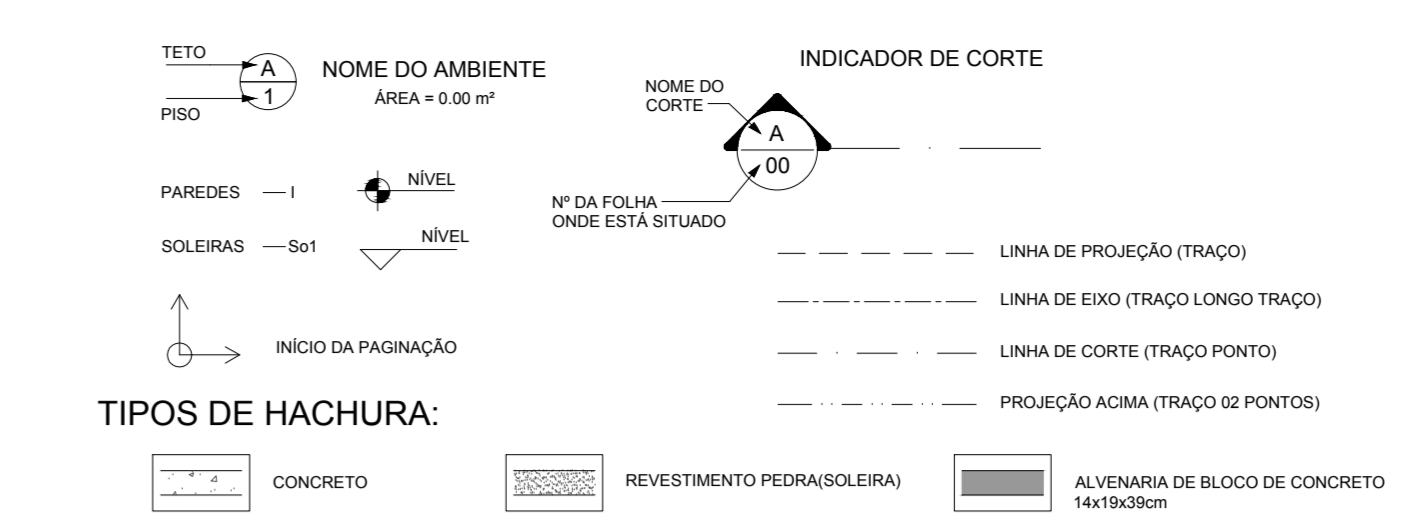 TETO
A
1
PISO
NOME DO AMBIENTE
ÁREA = 0.00 m²
INDICADOR DE CORTE
NOME DO
CORTE
A
00
Nº DA FOLHA
ONDE ESTÁ SITUADO
PAREDES
I
NÍVEL
SOLEIRAS
So1
NÍVEL
INÍCIO DA PAGINAÇÃO
LINHA DE PROJEÇÃO (TRAÇO)
LINHA DE EIXO (TRAÇO LONGO TRAÇO)
LINHA DE CORTE (TRAÇO PONTO)
PROJEÇÃO ACIMA (TRAÇO 02 PONTOS)
TIPOS DE HACHURA:
CONCRETO
REVESTIMENTO PEDRA(SOLEIRA)
ALVENARIA DE BLOCO DE CONCRETO
14x19x39cm